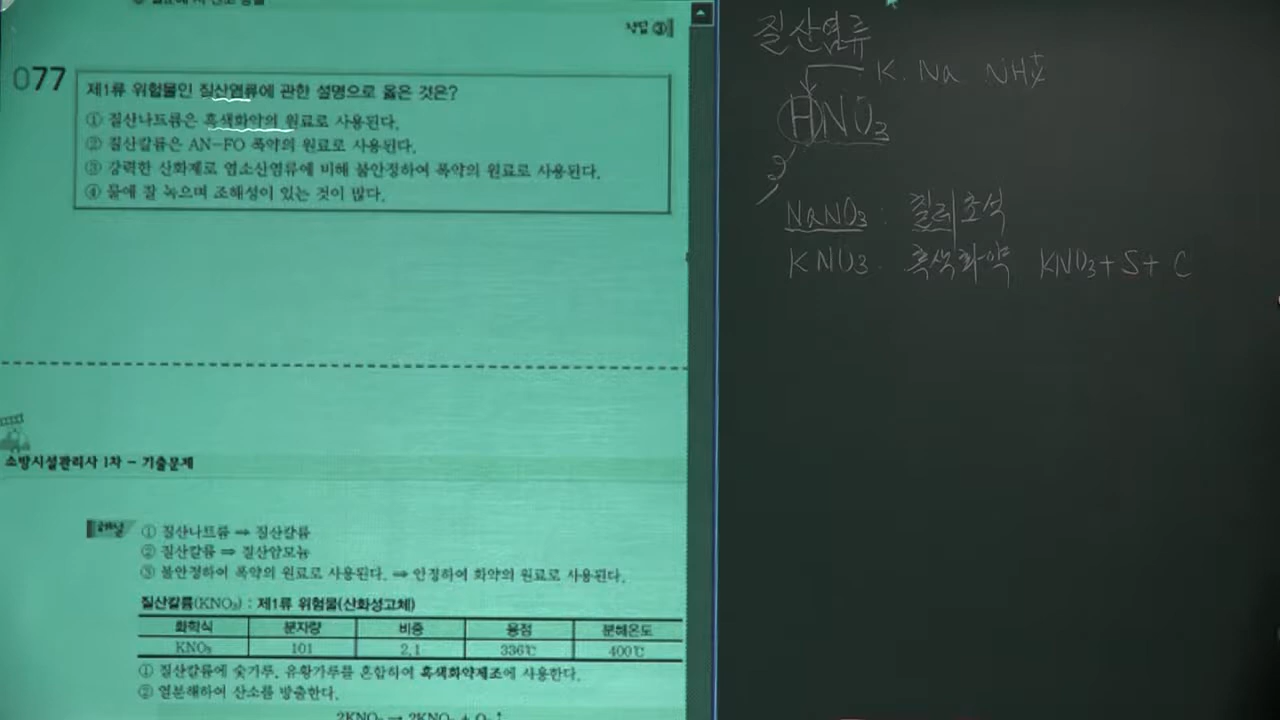 정답 ③
077
제1류 위험물인 질산염류에 관한 설명으로 옳은 것은?
① 질산나트륨은 흑색화약의 원료로 사용된다.
② 질산칼륨은 AN-FO 폭약의 원료로 사용된다.
③ 강력한 산화제로 염소산염류에 비해 불안정하여 폭약의 원료로 사용된다.
④ 물에 잘 녹으며 조해성이 있는 것이 많다.
소방시설관리사 1차 - 기출문제
해설
① 질산나트륨 ⇒ 질산칼륨
② 질산칼륨 ⇒ 질산암모늄
③ 불안정하여 폭약의 원료로 사용된다. ⇒ 안정하여 화약의 원료로 사용된다.
질산칼륨(KNO₃) : 제1류 위험물(산화성고체)
화학식 분자량 비중 융점 분해온도
KNO₃ 101 2.1 336℃ 400℃
① 질산칼륨에 숯가루, 유황가루를 혼합하여 흑색화약제조에 사용한다.
② 열분해하여 산소를 방출한다.
질산염류
K. Na NH₄⁺
HNO₃
NaNO₃ : 칠레초석
KNO₃ 흑색화약 KNO₃ + S + C